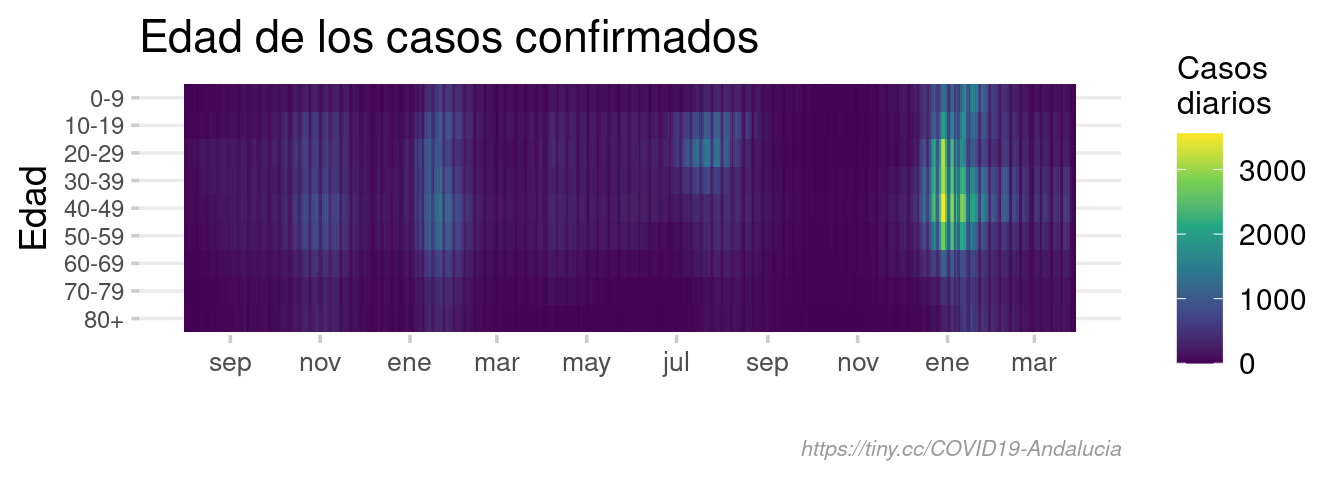 Edad de los casos confirmados
Casos
diarios
3000
2000
1000
0
Edad
0-9
10-19
20-29
30-39
40-49
50-59
60-69
70-79
80+
sep nov ene mar may jul sep nov ene mar
https://tiny.cc/COVID19-Andalucia